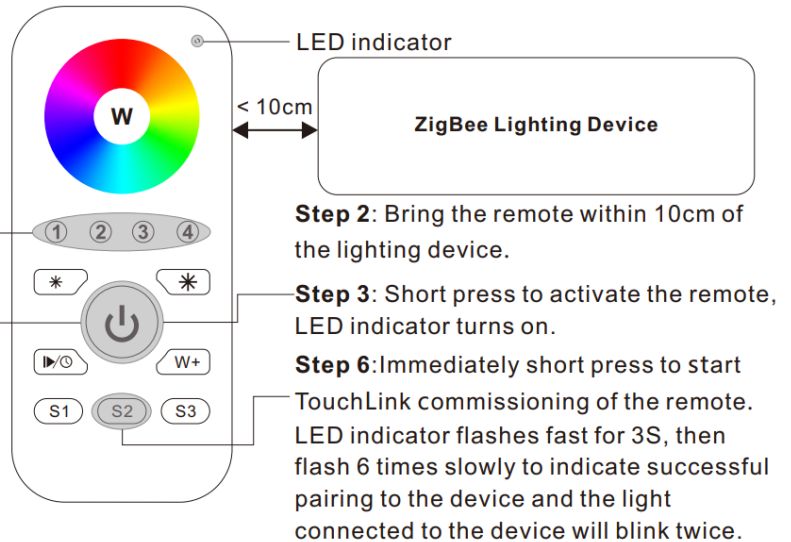 LED indicator
W
< 10cm
ZigBee Lighting Device
Step 2: Bring the remote within 10cm of
the lighting device.
1 2 3 4
Step 3: Short press to activate the remote,
LED indicator turns on.
W+
Step 6:Immediately short press to start
S1 S2 S3
TouchLink commissioning of the remote.
LED indicator flashes fast for 3S, then
flash 6 times slowly to indicate successful
pairing to the device and the light
connected to the device will blink twice.